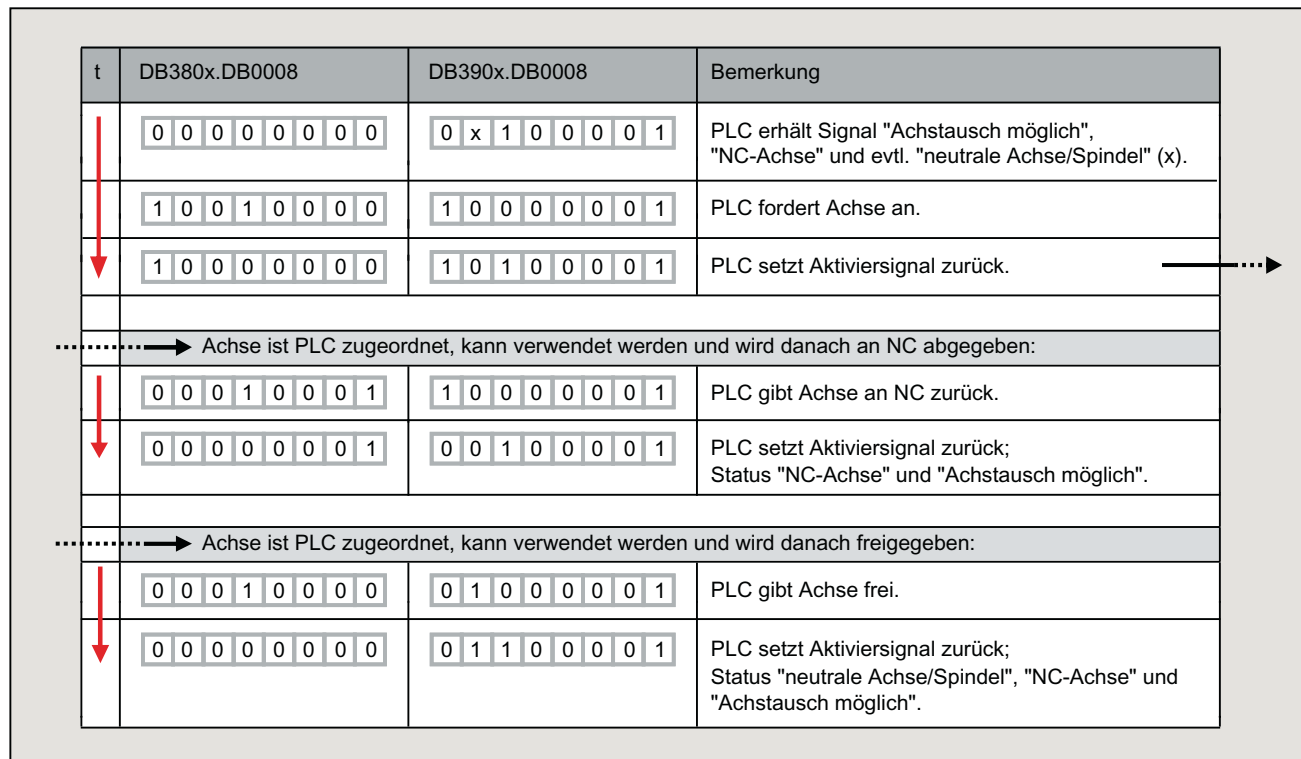 t DB380x.DB0008 DB390x.DB0008 Bemerkung
0 0 0 0 0 0 0 0 0 x 1 0 0 0 0 1 PLC erhält Signal "Achstausch möglich",
"NC-Achse" und evtl. "neutrale Achse/Spindel" (x).
1 0 0 1 0 0 0 0 1 0 0 0 0 0 0 1 PLC fordert Achse an.
1 0 0 0 0 0 0 0 1 0 1 0 0 0 0 1 PLC setzt Aktiviersignal zurück.
Achse ist PLC zugeordnet, kann verwendet werden und wird danach an NC abgegeben:
0 0 0 1 0 0 0 1 1 0 0 0 0 0 0 1 PLC gibt Achse an NC zurück.
0 0 0 0 0 0 0 1 0 0 1 0 0 0 0 1 PLC setzt Aktiviersignal zurück;
Status "NC-Achse" und "Achstausch möglich".
Achse ist PLC zugeordnet, kann verwendet werden und wird danach freigegeben:
0 0 0 1 0 0 0 0 0 1 0 0 0 0 0 1 PLC gibt Achse frei.
0 0 0 0 0 0 0 0 0 1 1 0 0 0 0 1 PLC setzt Aktiviersignal zurück;
Status "neutrale Achse/Spindel", "NC-Achse" und
"Achstausch möglich".